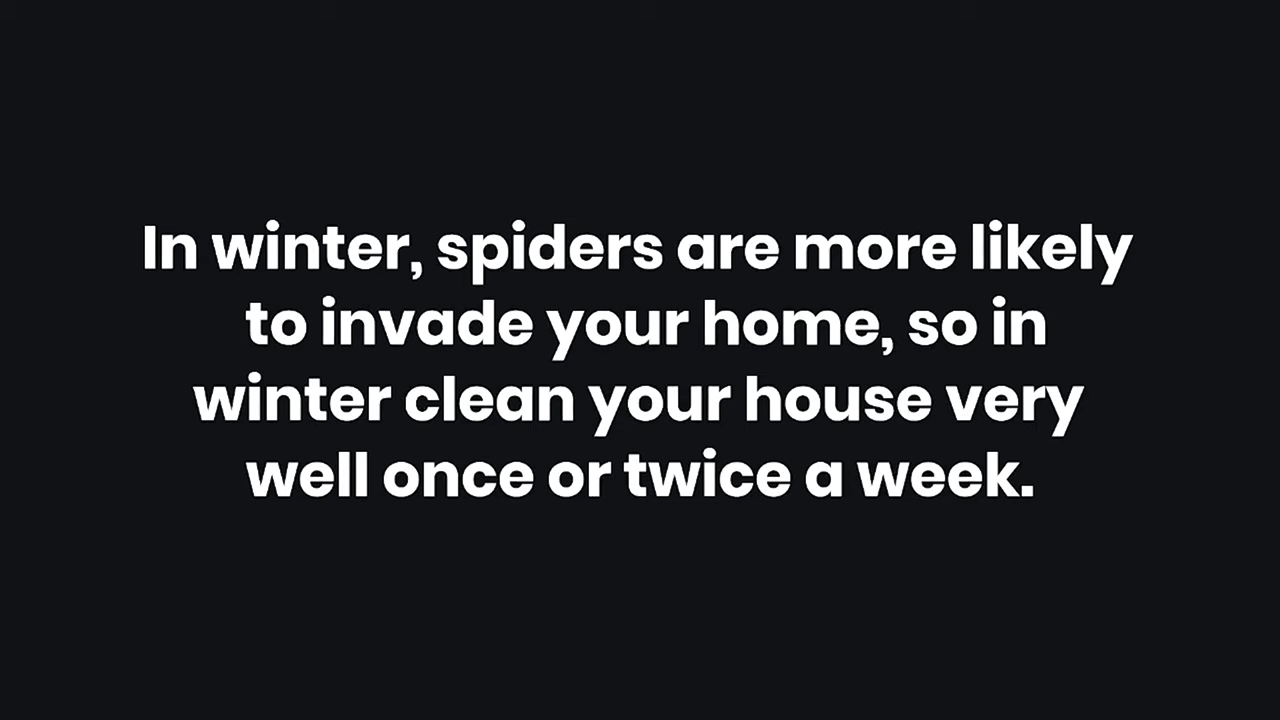 In winter, spiders are more likely
to invade your home, so in
winter clean your house very
well once or twice a week.